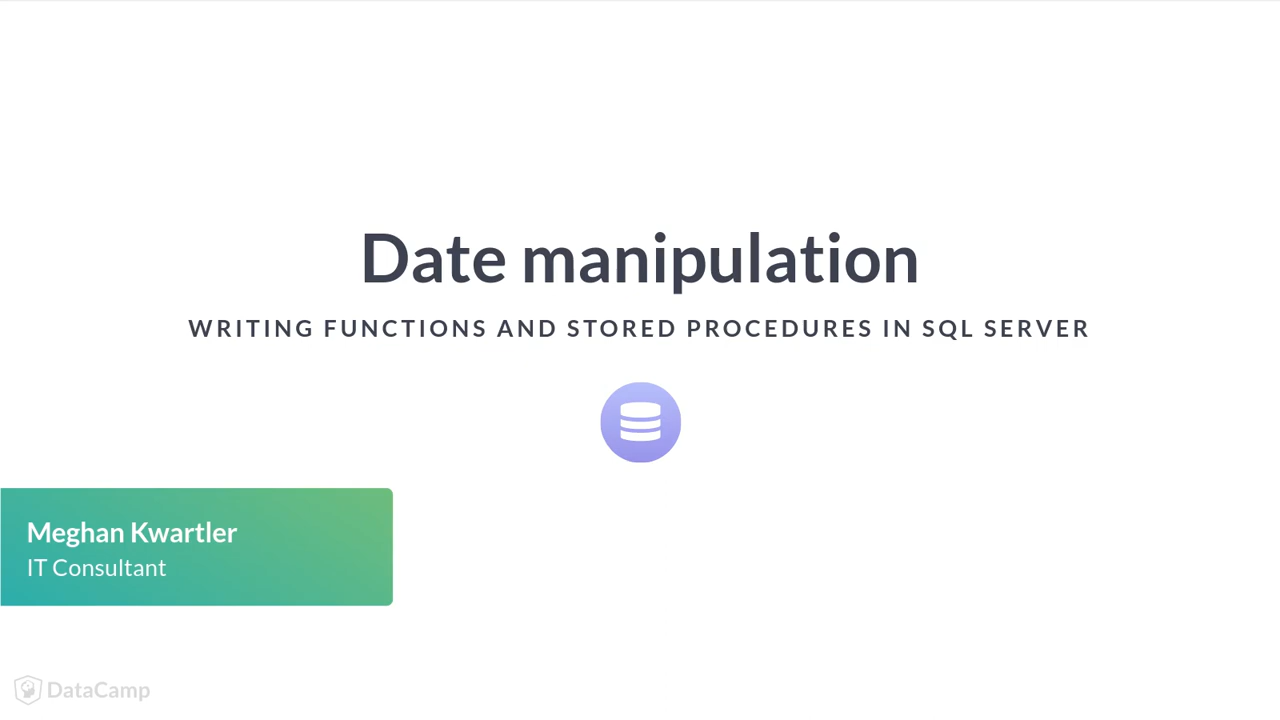 Date manipulation
WRITING FUNCTIONS AND STORED PROCEDURES IN SQL SERVER
Meghan Kwartler
IT Consultant
DataCamp